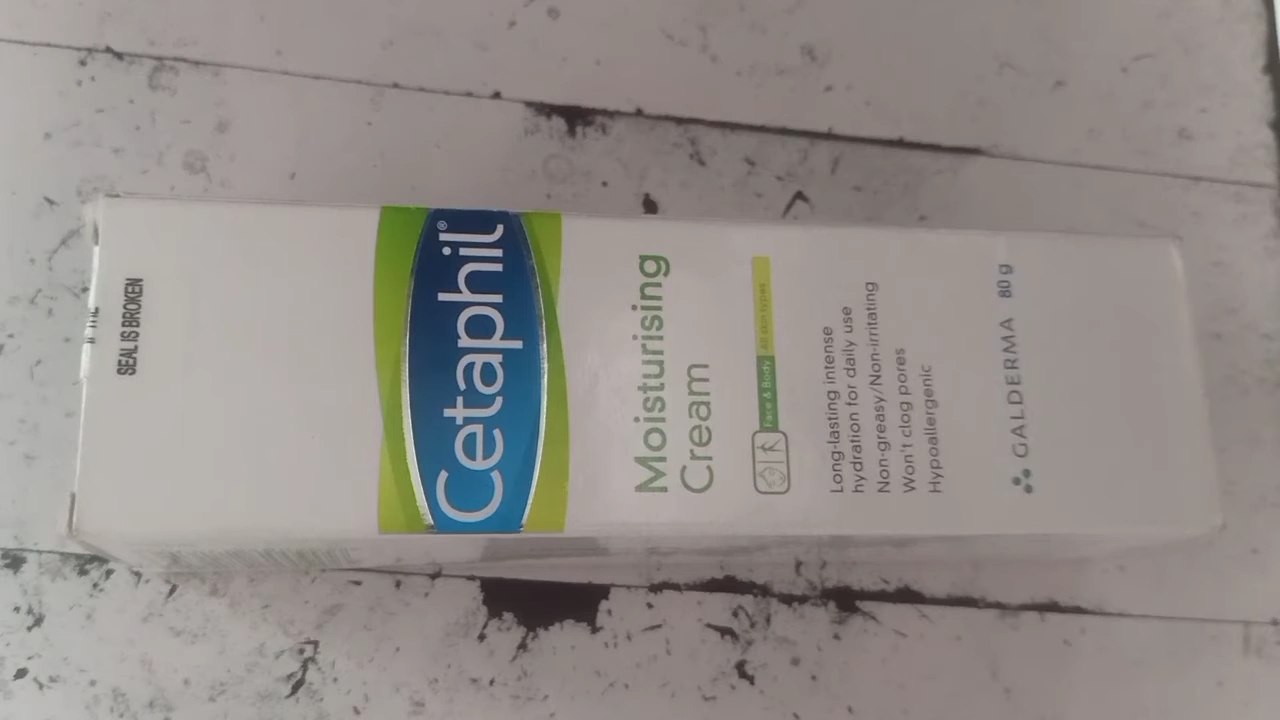 SEAL IS BROKEN
Cetaphil®
Moisturising
Cream
Face & Body All skin types
Long-lasting intense
hydration for daily use
Non-greasy/Non-irritating
Won't clog pores
Hypoallergenic
GALDERMA 80 g